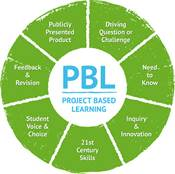 PBL
PROJECT BASED
LEARNING
Driving
Question or
Challenge
Need
to Know
Inquiry
& Innovation
21st
Century
Skills
Student
Voice &
Choice
Feedback
& Revision
Publicly
Presented
Product